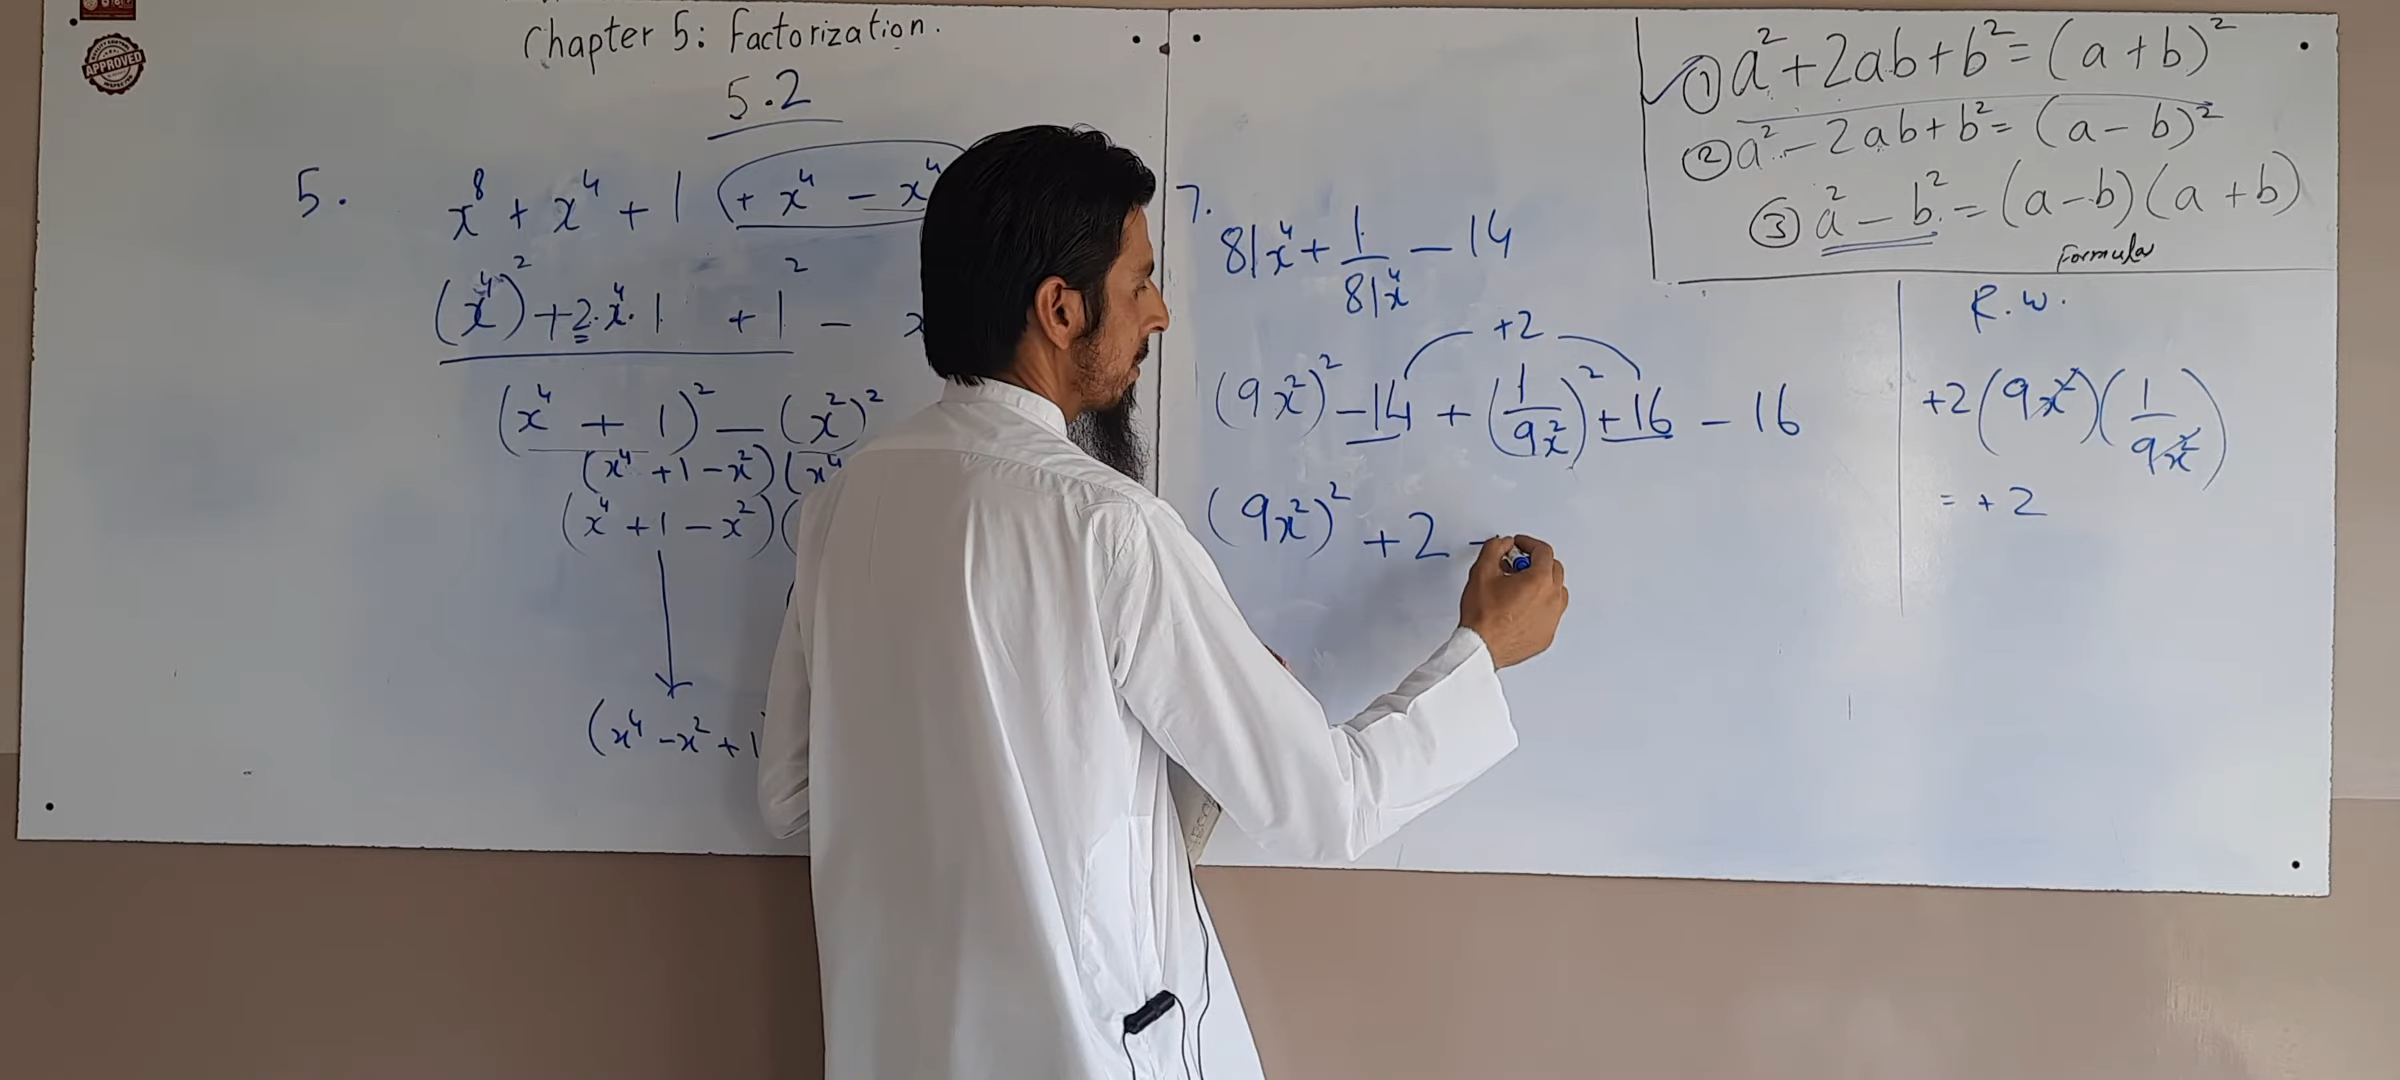 Chapter 5: Factorization.
5.2
5. x⁸ + x⁴ + 1 (+ x⁴ − x⁴
(x⁴)² + 2·x⁴·1 + 1² − x
(x⁴ + 1)² − (x²)²
(x⁴ + 1 − x²)(x⁴
(x⁴ + 1 − x²)(
(x⁴ − x² + 1
7.
81x⁴ + 1/81x⁴ − 14
+2
(9x²)² − 14 + (1/9x²)² + 16 − 16
(9x²)² + 2 +
① a² + 2ab + b² = (a + b)²
② a² − 2ab + b² = (a − b)²
③ a² − b² = (a − b)(a + b)
Formula
R.W.
+2(9x²)(1/9x²)
= +2
APPROVED